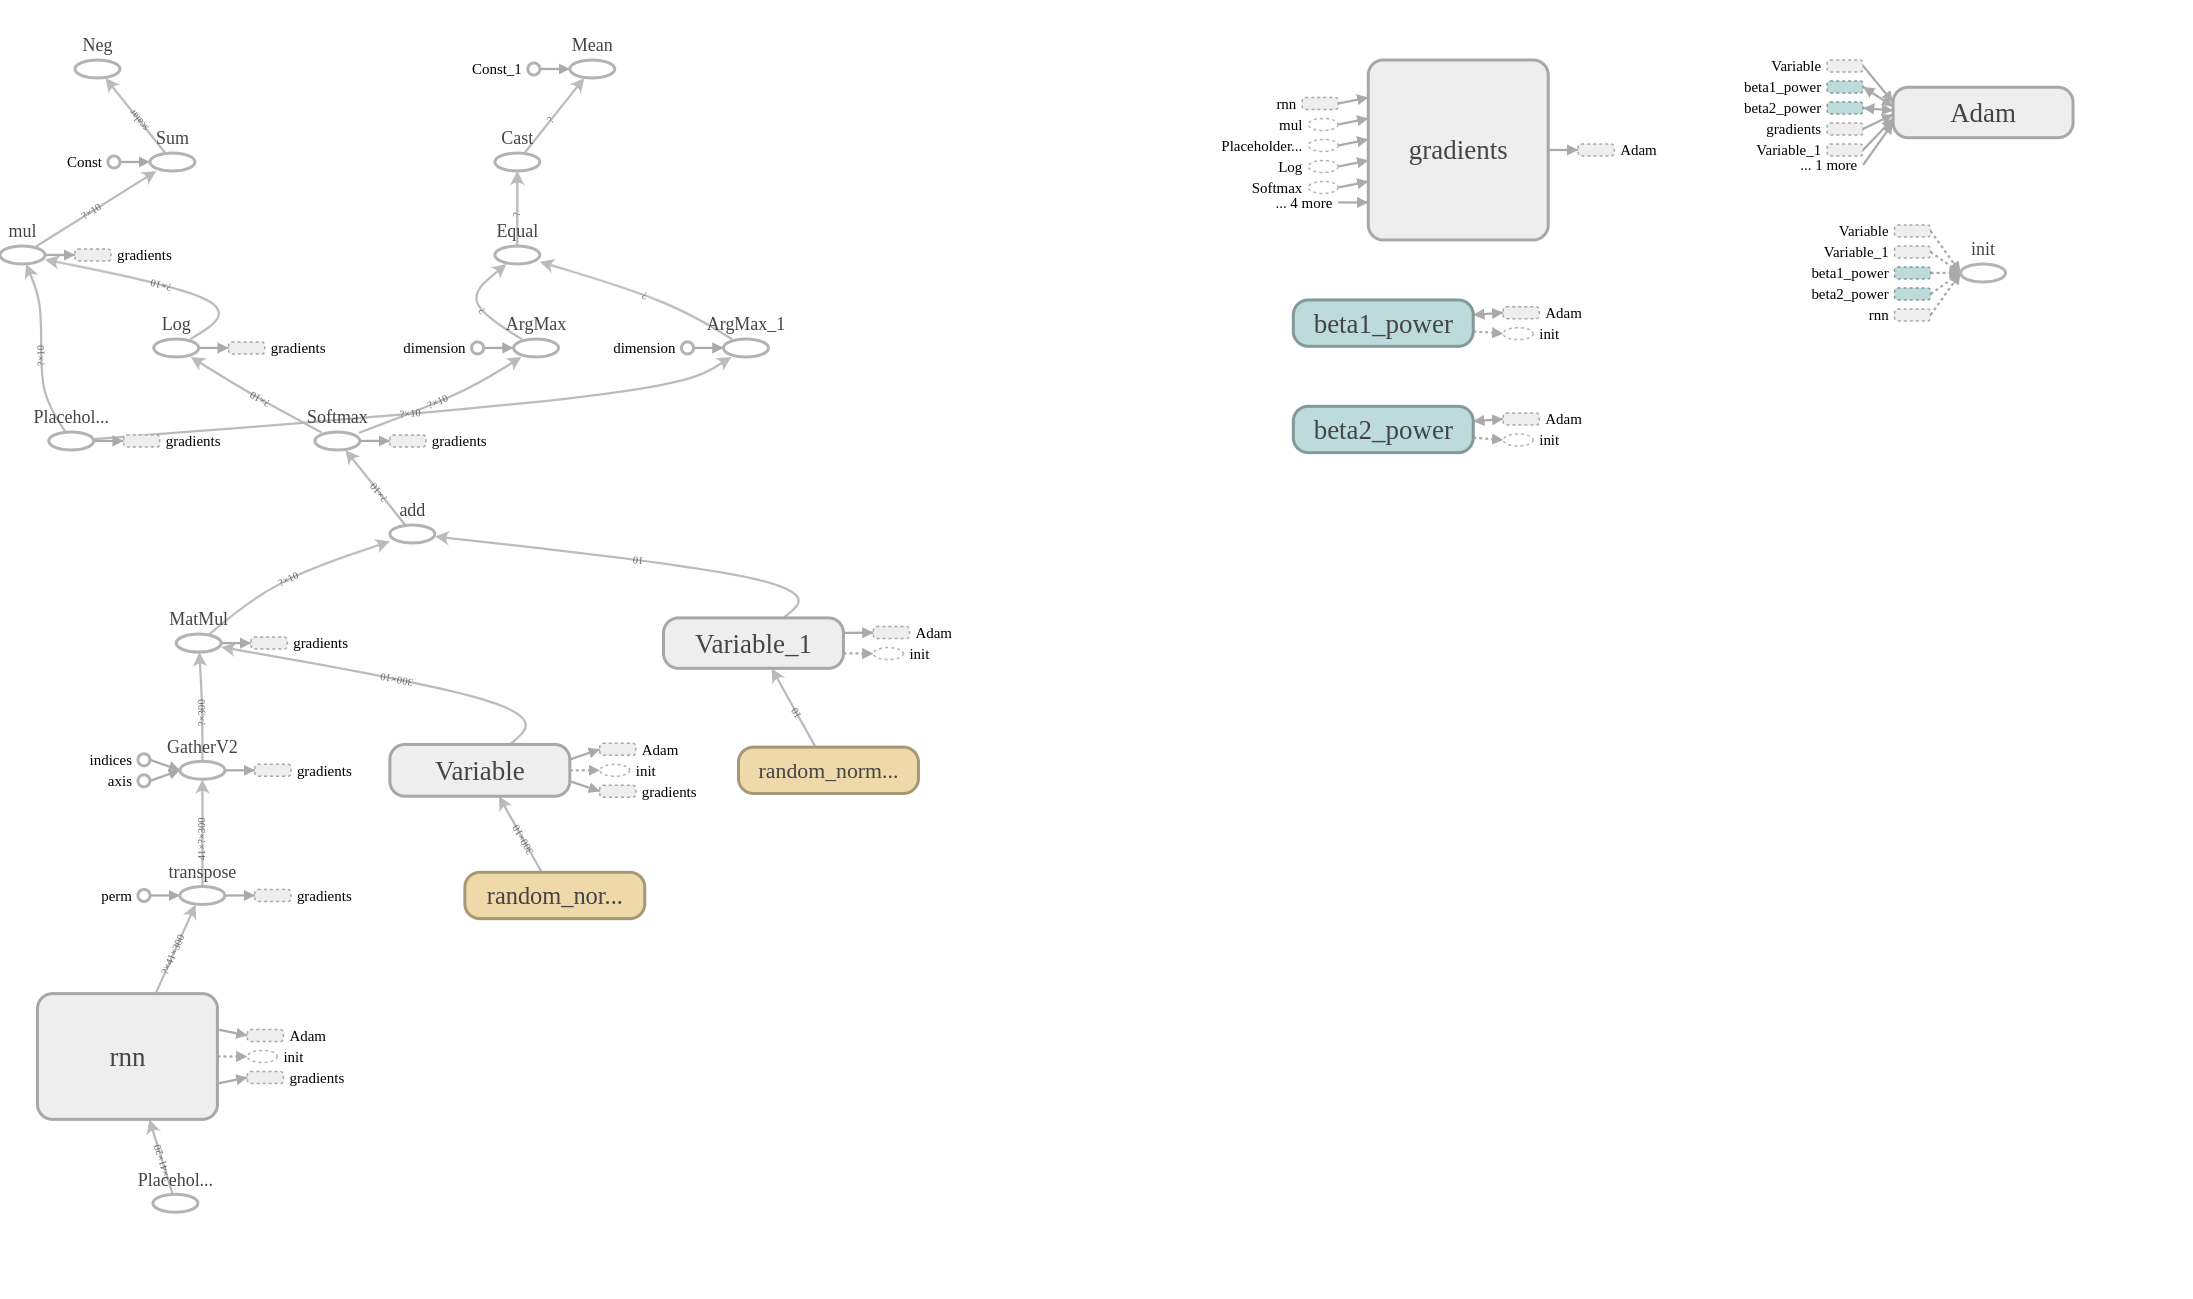 Neg
Mean
Const_1
scalar
?
Sum
Cast
Const
?×10
?
mul
Equal
gradients
?×10
?
?
Log
ArgMax
ArgMax_1
gradients
dimension
dimension
?×10
?×10
?×10
?×10
Placehol...
Softmax
gradients
gradients
?×10
add
10
?×10
MatMul
gradients
Variable_1
Adam
init
300×10
?×300
10
GatherV2
indices
axis
gradients
Variable
Adam
init
gradients
random_norm...
41×?×300
300×10
transpose
perm
gradients
random_nor...
?×41×300
rnn
Adam
init
gradients
Placehol...
gradients
rnn
mul
Placeholder...
Log
Softmax
... 4 more
Adam
Adam
Variable
beta1_power
beta2_power
gradients
Variable_1
... 1 more
init
Variable
Variable_1
beta1_power
beta2_power
rnn
beta1_power
Adam
init
beta2_power
Adam
init